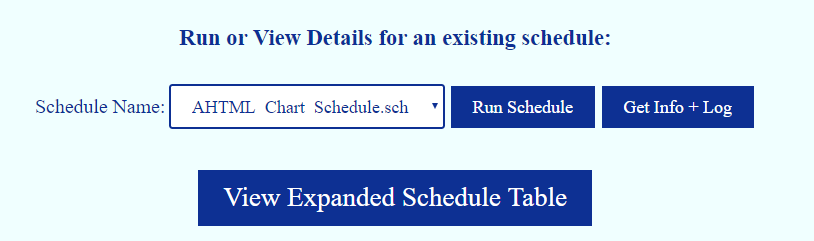 Run or View Details for an existing schedule:
Schedule Name: AHTML Chart Schedule.sch Run Schedule Get Info + Log
View Expanded Schedule Table